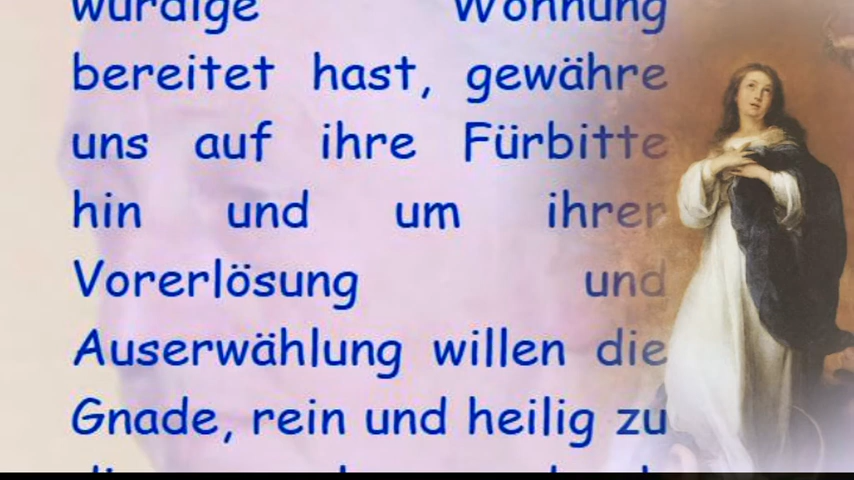 würdige Wohnung
bereitet hast, gewähre
uns auf ihre Fürbitte
hin und um ihrer
Vorerlösung und
Auserwählung willen die
Gnade, rein und heilig zu